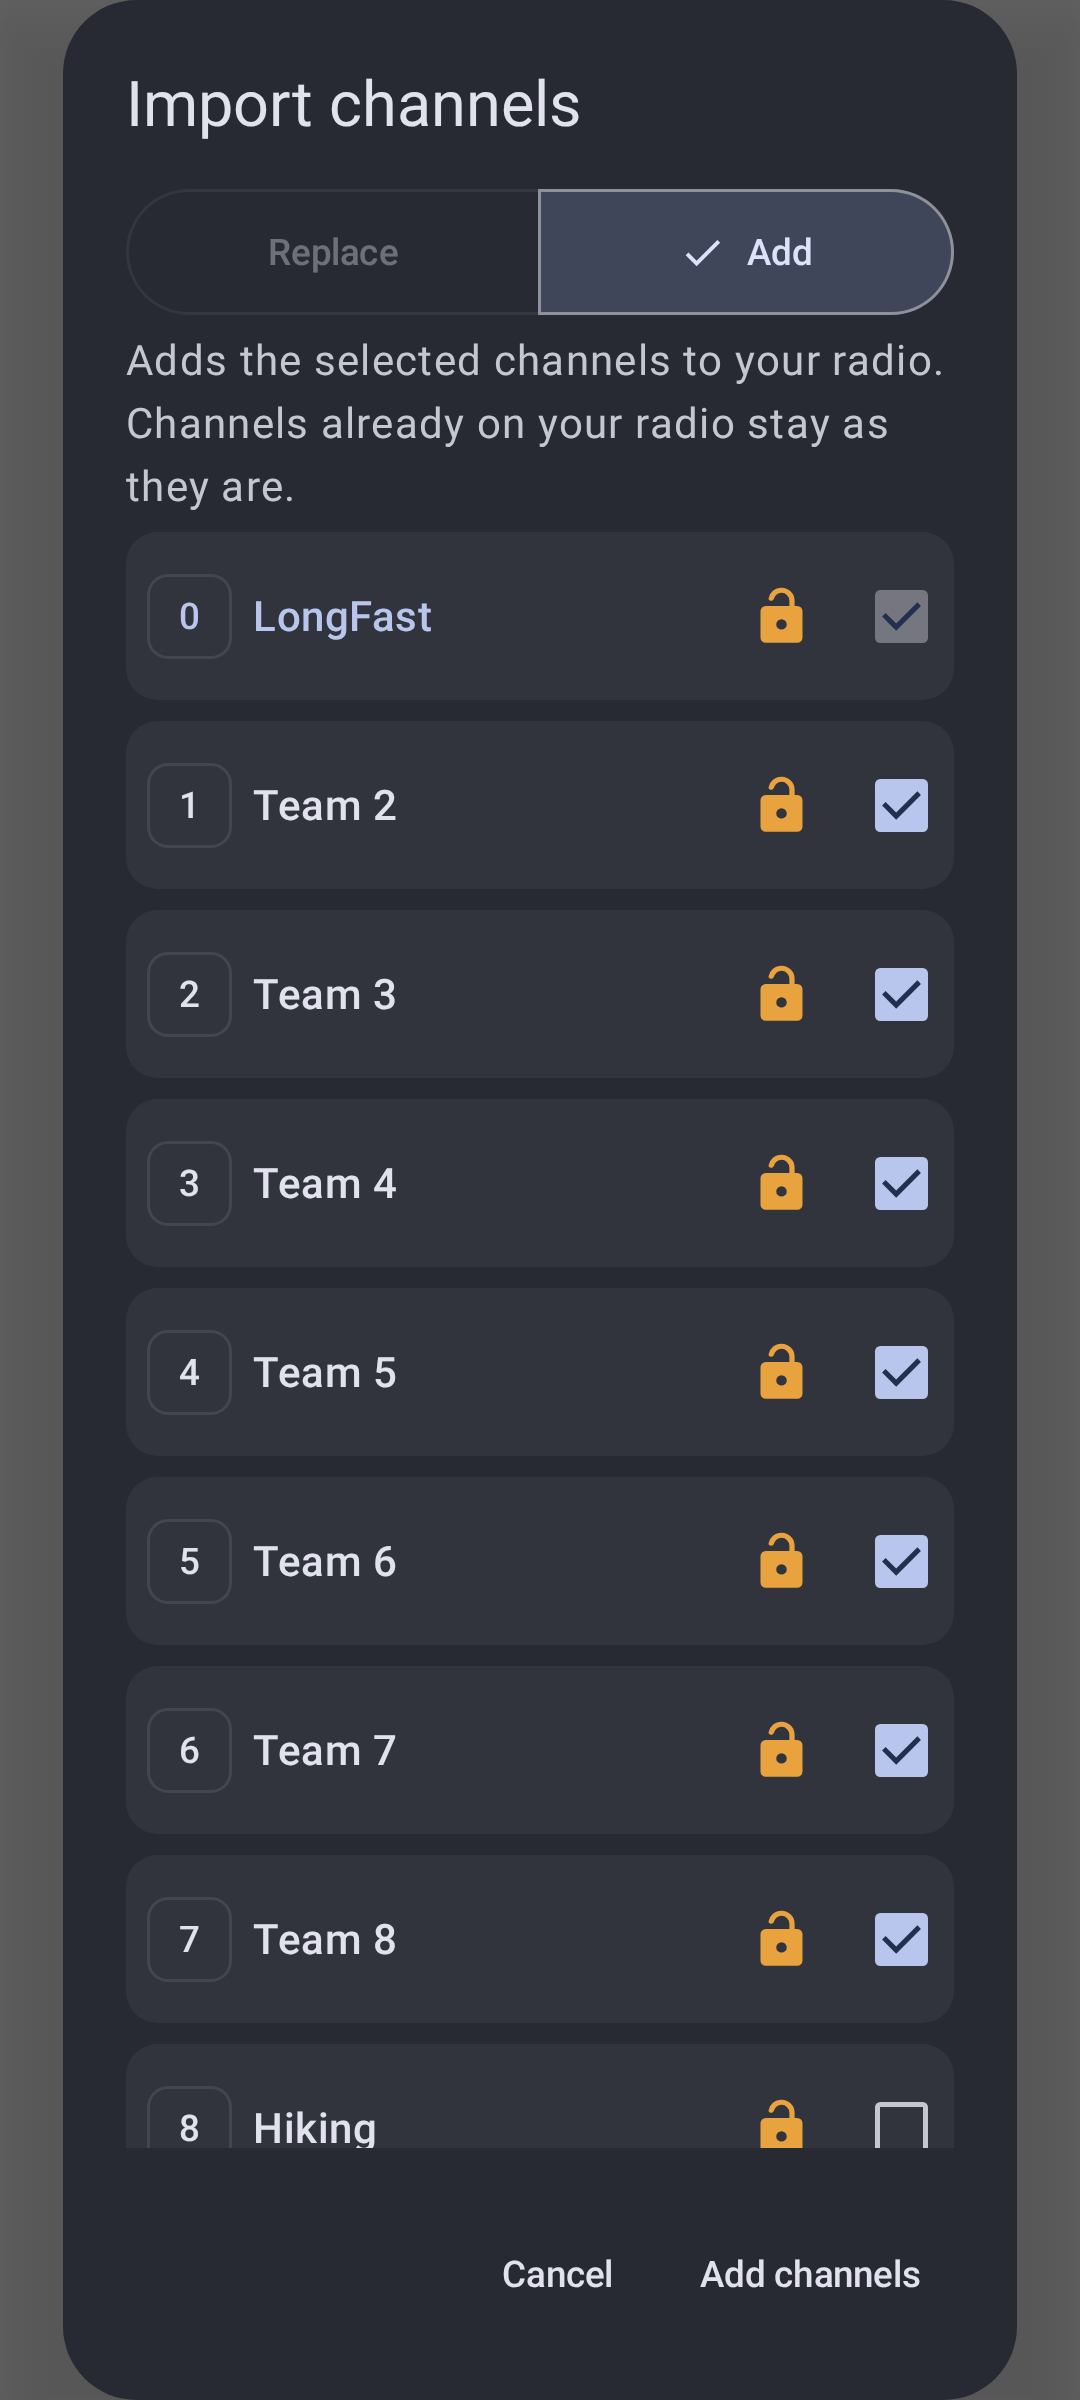 Import channels
Replace
Add
Adds the selected channels to your radio.
Channels already on your radio stay as
they are.
0 LongFast
1 Team 2
2 Team 3
3 Team 4
4 Team 5
5 Team 6
6 Team 7
7 Team 8
8 Hiking
Cancel
Add channels